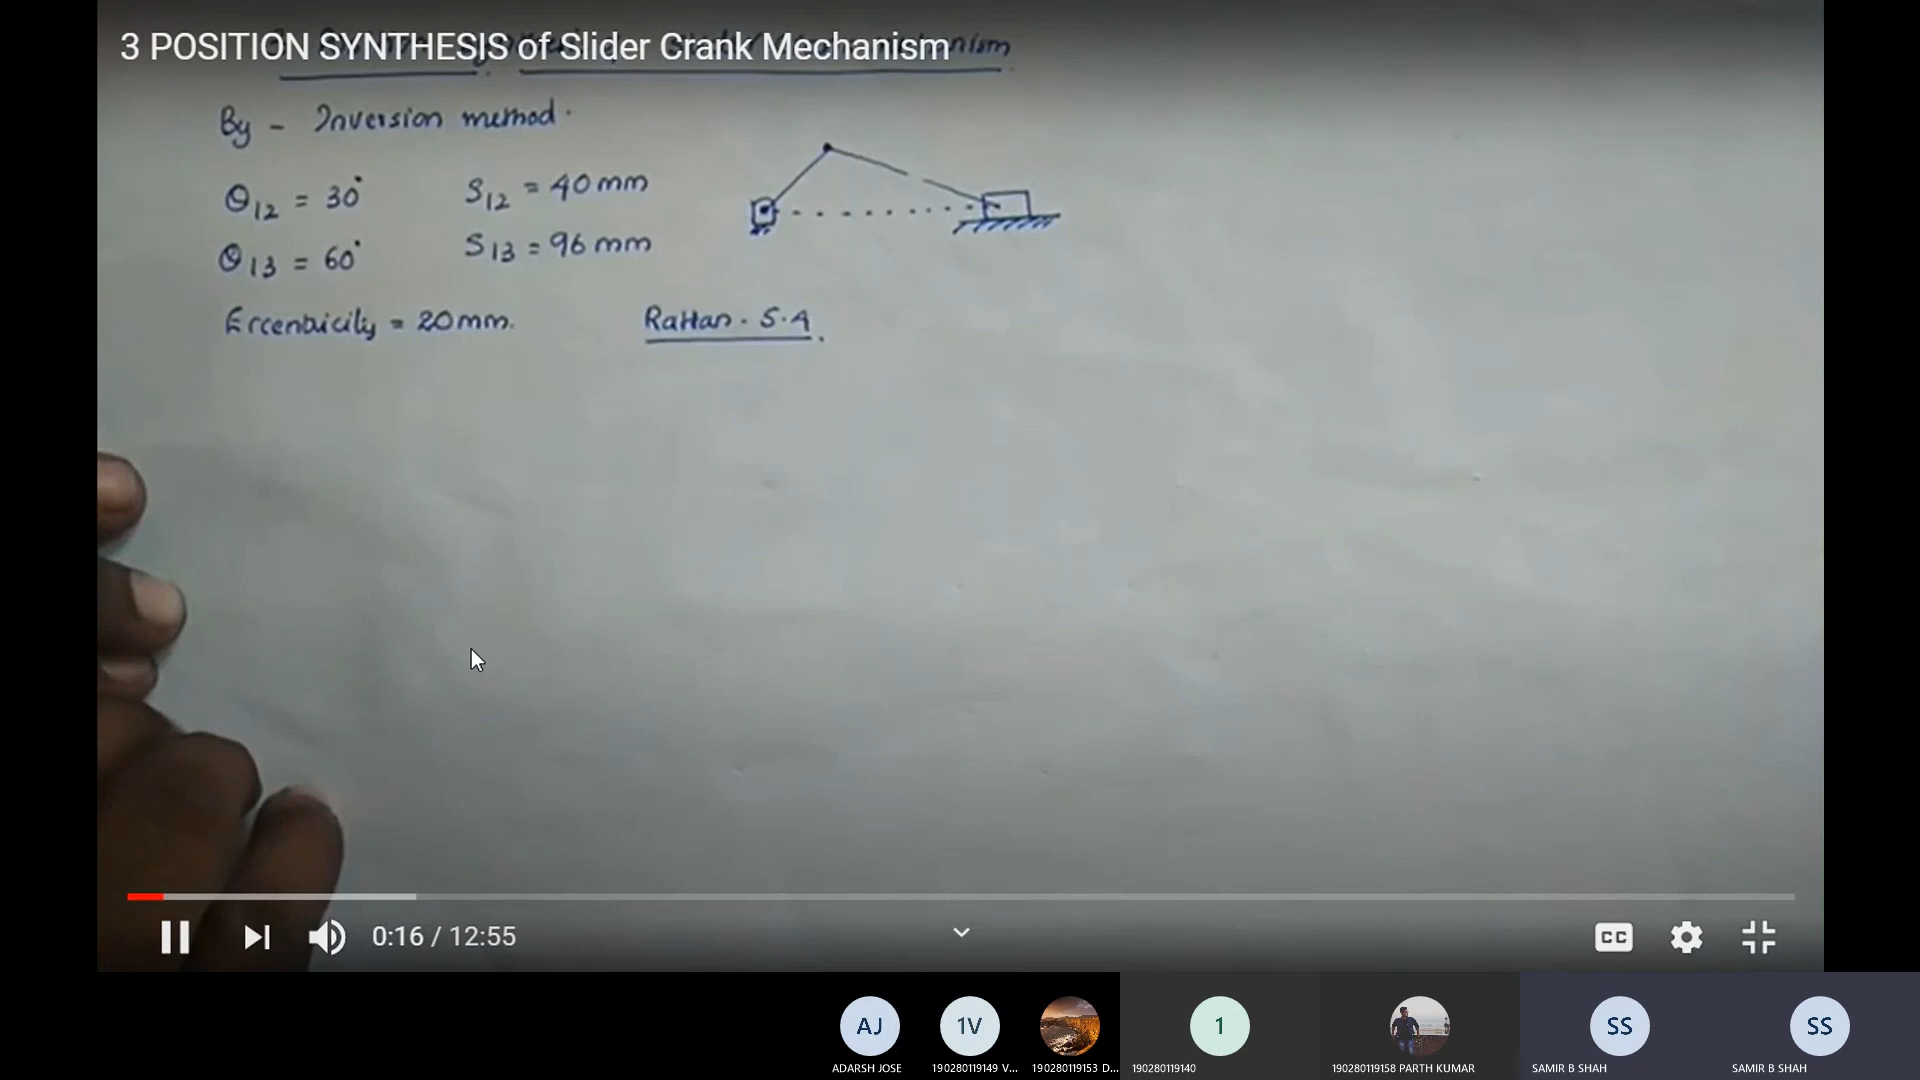 3 POSITION SYNTHESIS of Slider Crank Mechanism
By - Inversion method.
θ12 = 30° S12 = 40 mm
θ13 = 60° S13 = 96 mm
Eccentricity = 20mm. Rattan. 5.4
0:16 / 12:55
CC
AJ 1V 1 SS SS
ADARSH JOSE 190280119149 V... 190280119153 D... 190280119140 190280119158 PARTH KUMAR SAMIR B SHAH SAMIR B SHAH